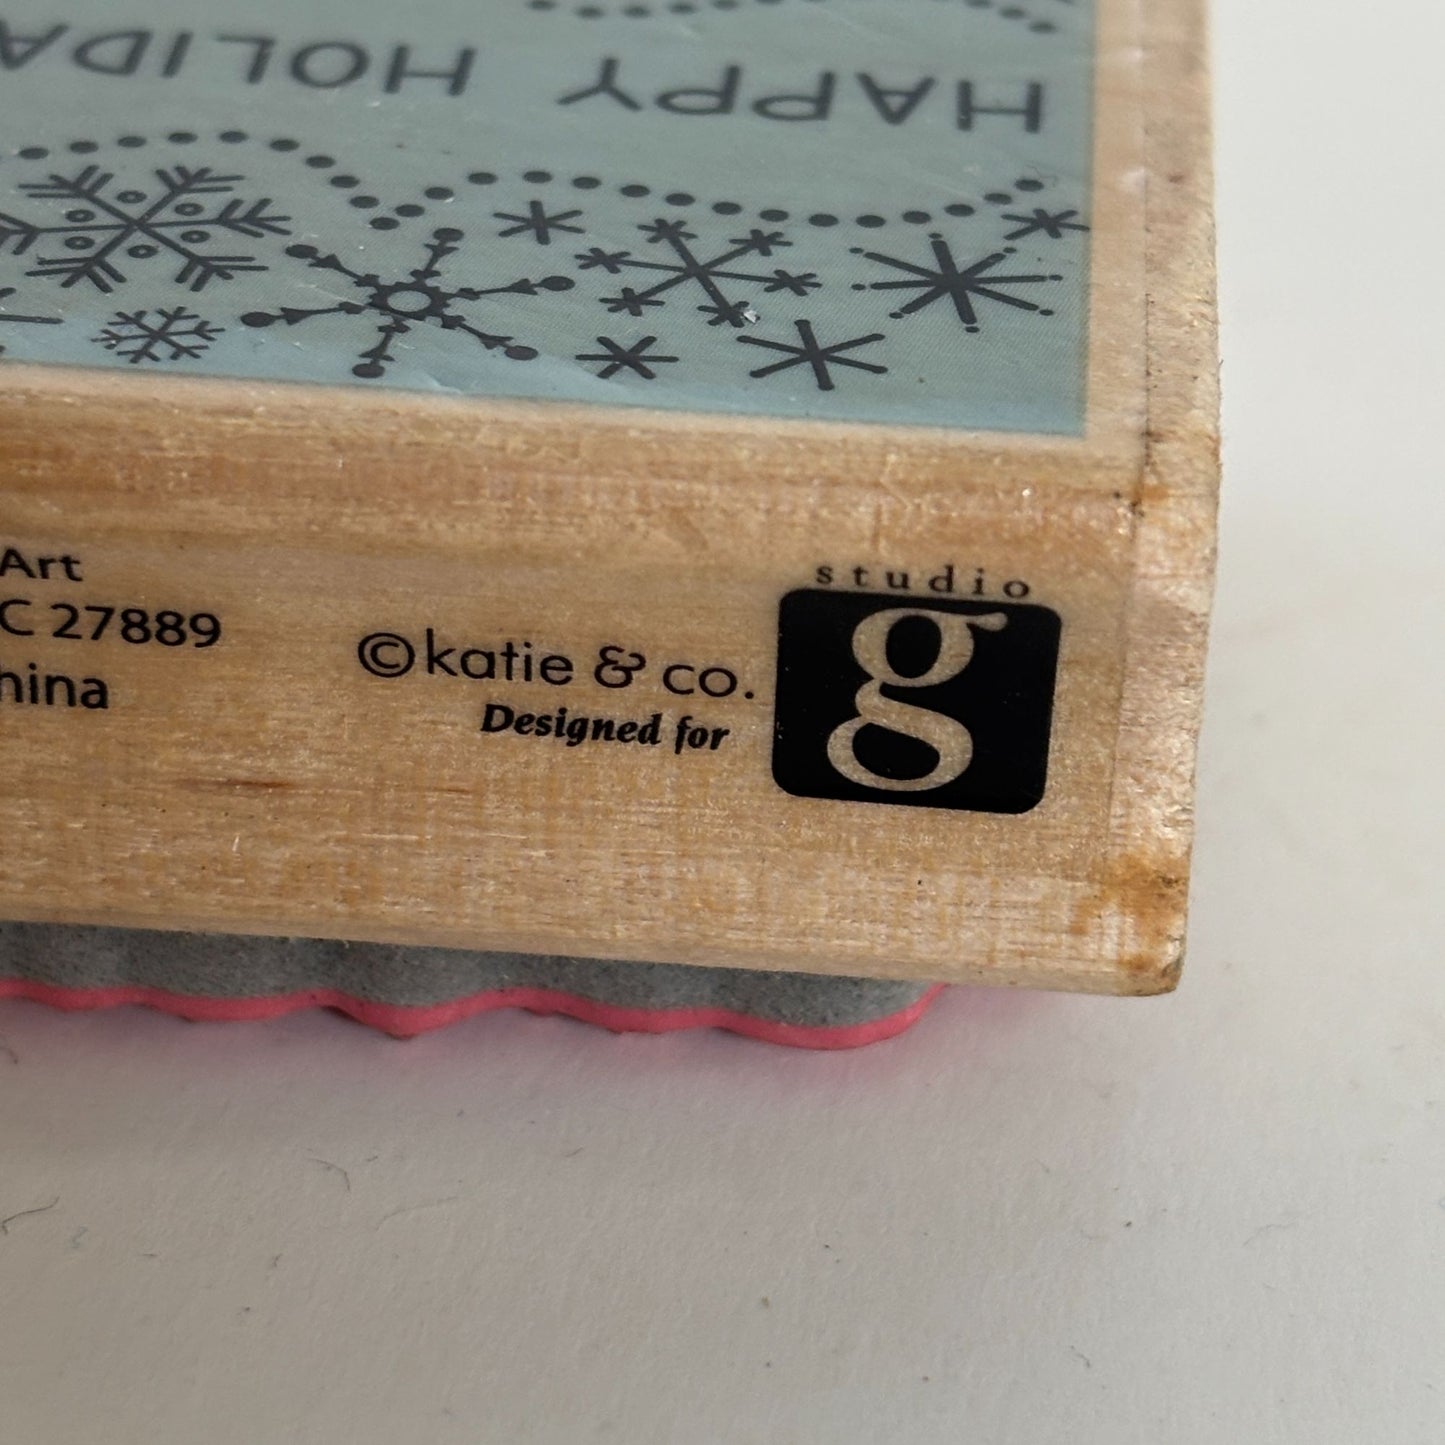 HAPPY HOLIDA
Art
C 27889
hina
©katie & co.
Designed for
studio
g